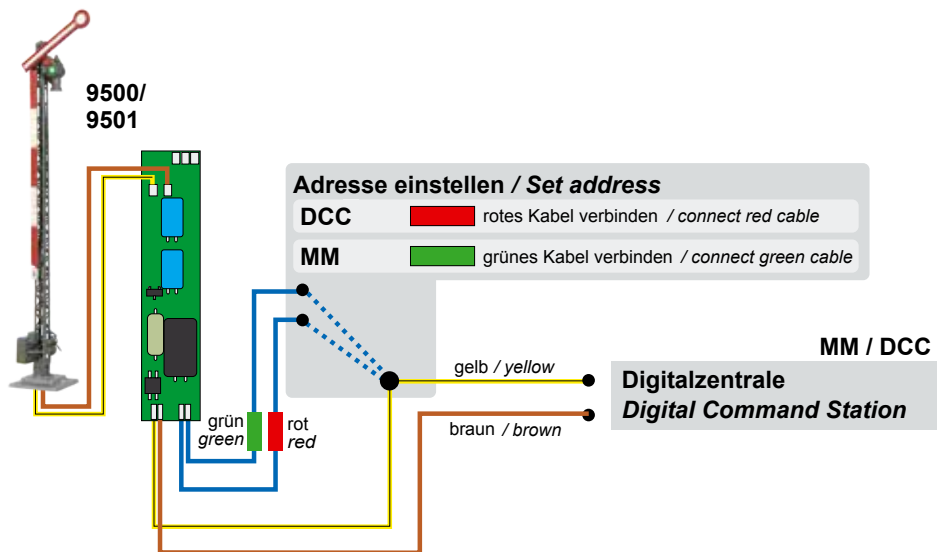 9500/
9501
Adresse einstellen / Set address
DCC rotes Kabel verbinden / connect red cable
MM grünes Kabel verbinden / connect green cable
MM / DCC
gelb / yellow
Digitalzentrale
Digital Command Station
braun / brown
grün
green
rot
red